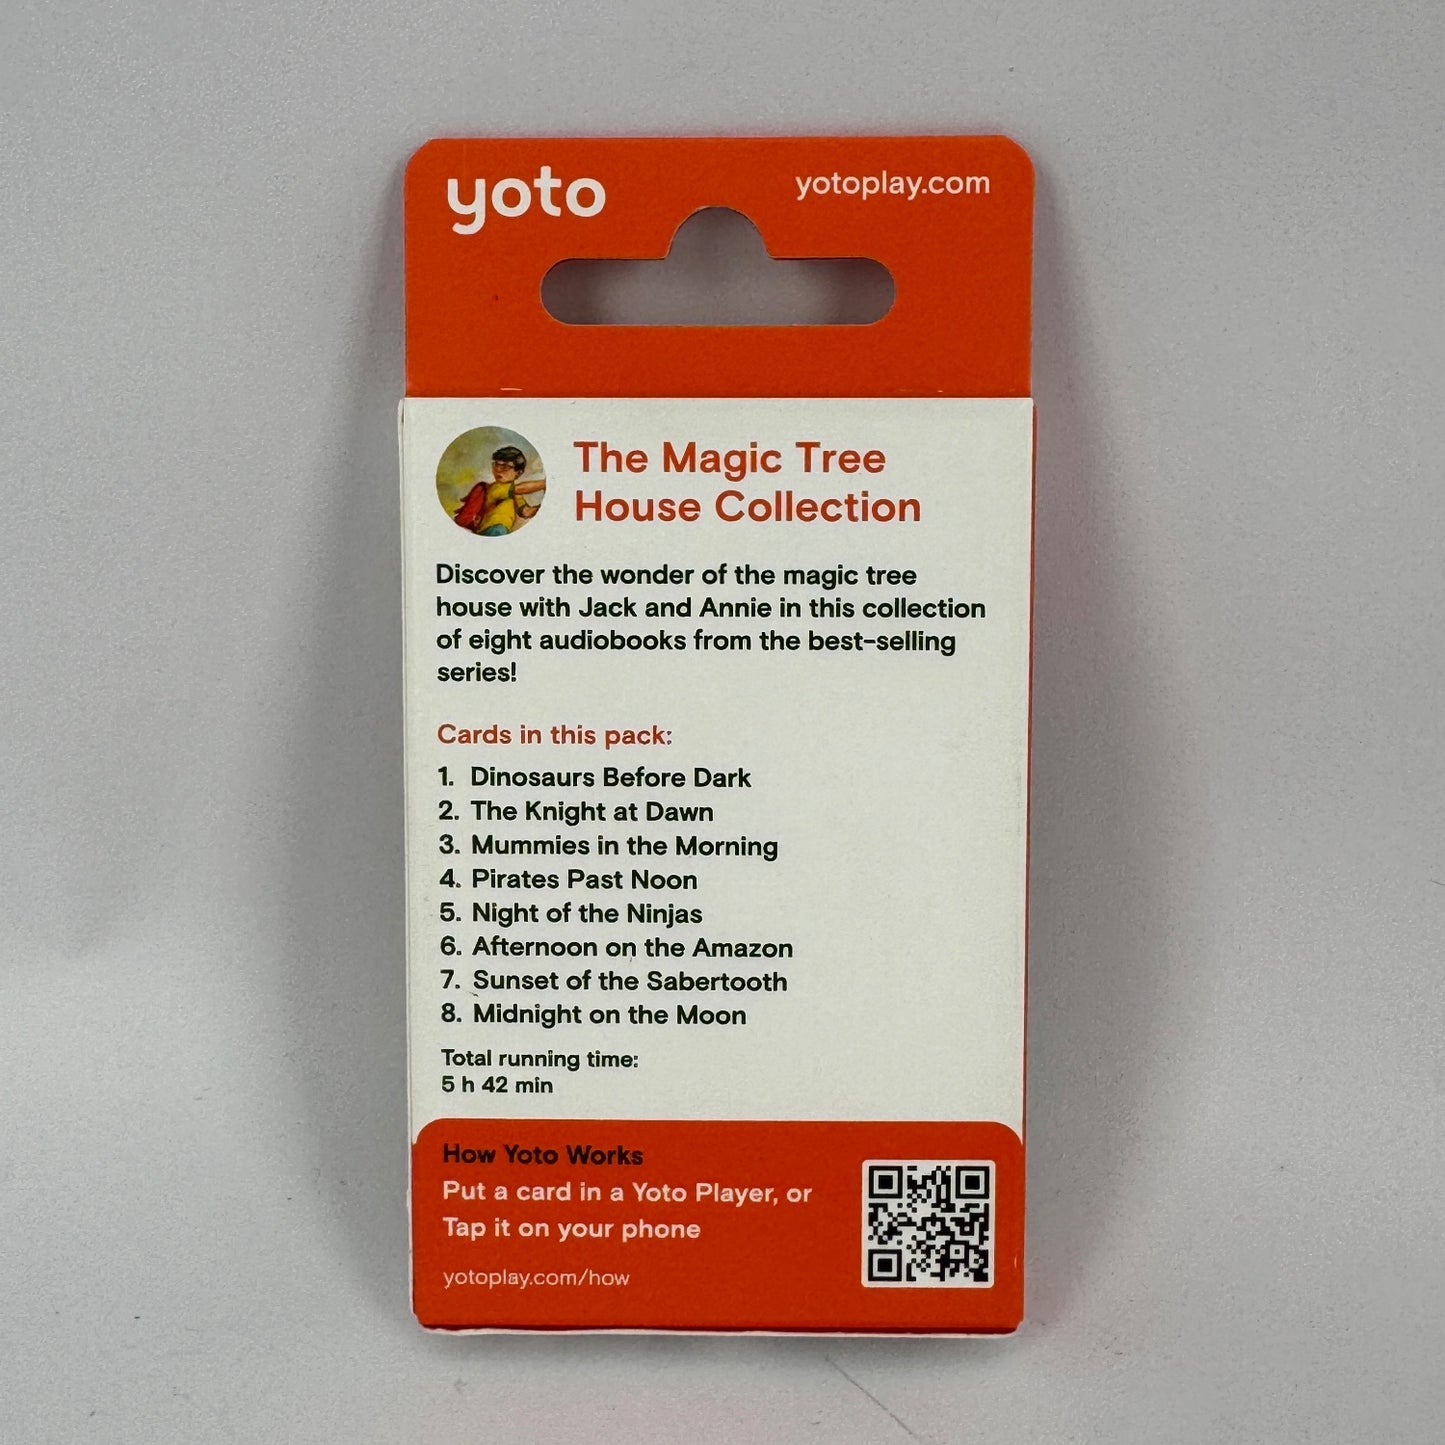 yoto
yotoplay.com
The Magic Tree
House Collection
Discover the wonder of the magic tree
house with Jack and Annie in this collection
of eight audiobooks from the best-selling
series!
Cards in this pack:
1. Dinosaurs Before Dark
2. The Knight at Dawn
3. Mummies in the Morning
4. Pirates Past Noon
5. Night of the Ninjas
6. Afternoon on the Amazon
7. Sunset of the Sabertooth
8. Midnight on the Moon
Total running time:
5 h 42 min
How Yoto Works
Put a card in a Yoto Player, or
Tap it on your phone
yotoplay.com/how